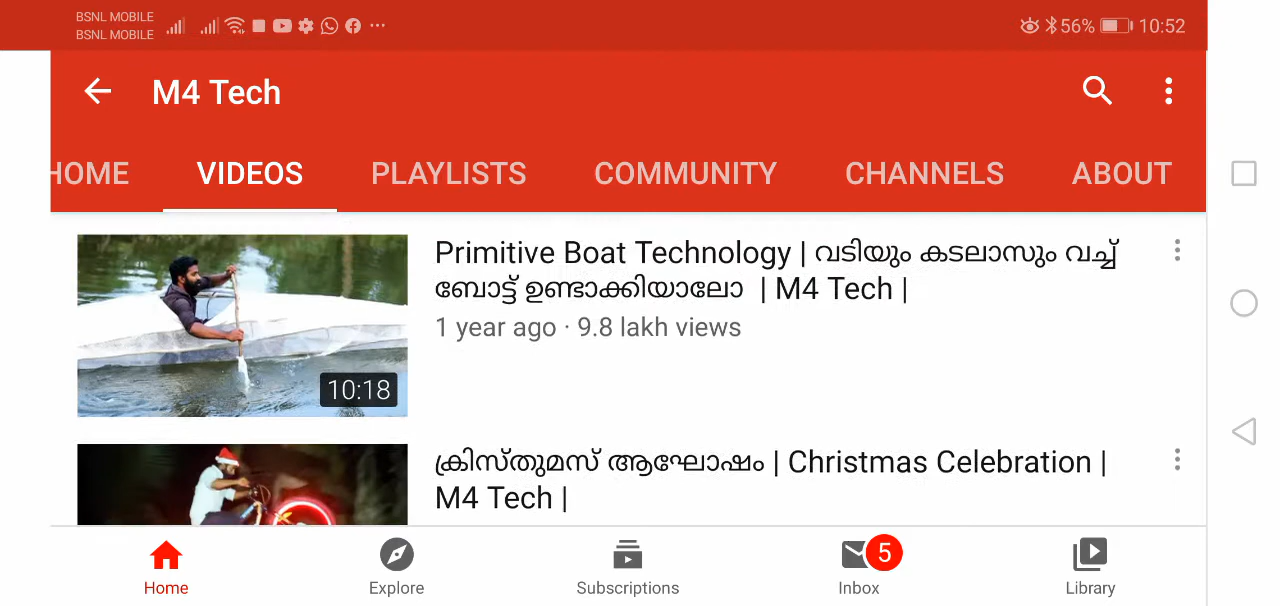 BSNL MOBILE
BSNL MOBILE
56% 10:52
M4 Tech
HOME VIDEOS PLAYLISTS COMMUNITY CHANNELS ABOUT
Primitive Boat Technology | വടിയും കടലാസും വച്ച്
ബോട്ട് ഉണ്ടാക്കിയാലോ | M4 Tech |
1 year ago · 9.8 lakh views
10:18
ക്രിസ്തുമസ് ആഘോഷം | Christmas Celebration |
M4 Tech |
5
Home Explore Subscriptions Inbox Library